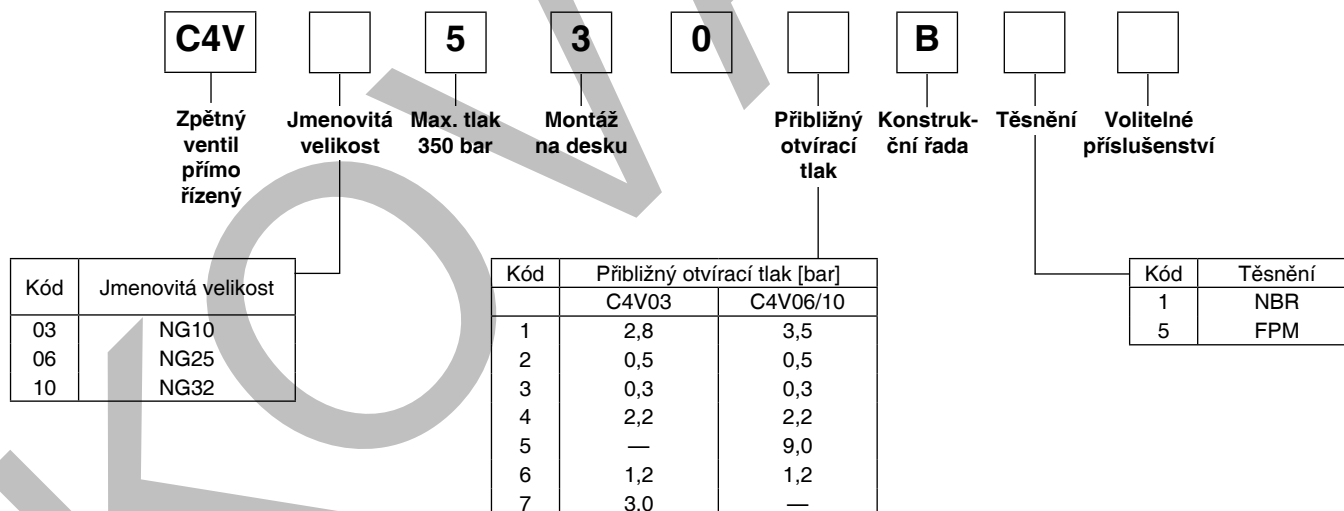 C4V 5 3 0 B
Zpětný ventil přímo řízený
Jmenovitá velikost
Max. tlak 350 bar
Montáž na desku
Přibližný otvírací tlak
Konstruk-
ční řada
Těsnění
Volitelné příslušenství
Kód Jmenovitá velikost
03 NG10
06 NG25
10 NG32
Kód Přibližný otvírací tlak [bar]
C4V03 C4V06/10
1 2,8 3,5
2 0,5 0,5
3 0,3 0,3
4 2,2 2,2
5 — 9,0
6 1,2 1,2
7 3,0 —
Kód Těsnění
1 NBR
5 FPM